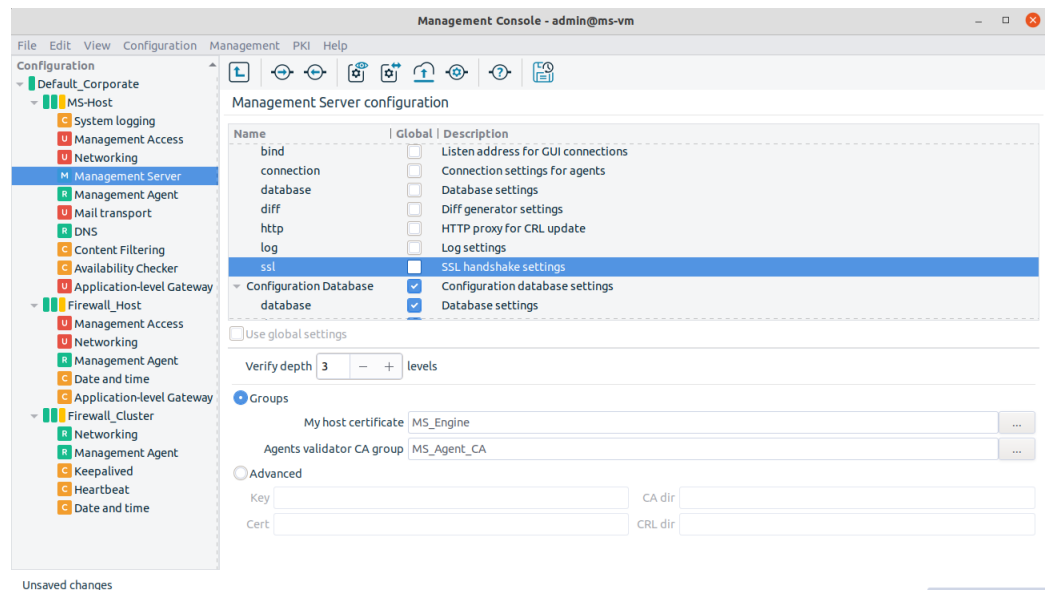 Management Console - admin@ms-vm
File Edit View Configuration Management PKI Help
Configuration
Default_Corporate
MS-Host
C System logging
U Management Access
U Networking
M Management Server
R Management Agent
U Mail transport
R DNS
C Content Filtering
C Availability Checker
U Application-level Gateway
Firewall_Host
U Management Access
U Networking
R Management Agent
C Date and time
C Application-level Gateway
Firewall_Cluster
R Networking
R Management Agent
C Keepalived
C Heartbeat
C Date and time
Management Server configuration
Name Global Description
bind Listen address for GUI connections
connection Connection settings for agents
database Database settings
diff Diff generator settings
http HTTP proxy for CRL update
log Log settings
ssl SSL handshake settings
Configuration Database Configuration database settings
database Database settings
Use global settings
Verify depth 3 − + levels
Groups
My host certificate MS_Engine ...
Agents validator CA group MS_Agent_CA ...
Advanced
Key CA dir
Cert CRL dir
Unsaved changes